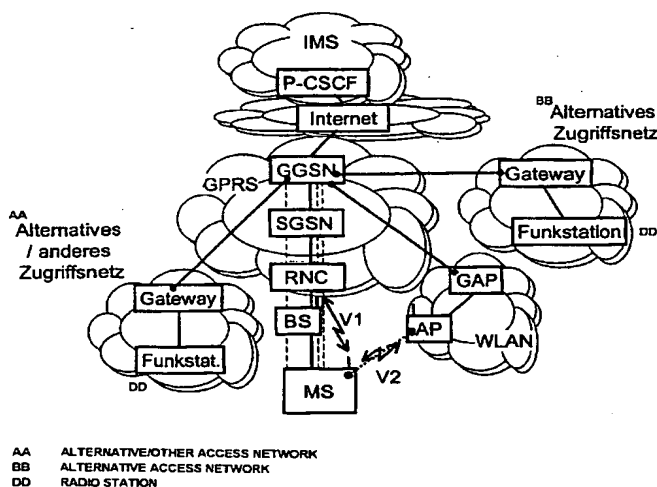 IMS
P-CSCF
Internet
BB Alternatives
Zugriffsnetz
GGSN
GPRS
Gateway
SGSN
Funkstation
DD
AA
Alternatives
/ anderes
Zugriffsnetz
RNC
GAP
Gateway
BS
V1
AP
WLAN
Funkstat.
DD
MS
V2
AA ALTERNATIVE/OTHER ACCESS NETWORK
BB ALTERNATIVE ACCESS NETWORK
DD RADIO STATION